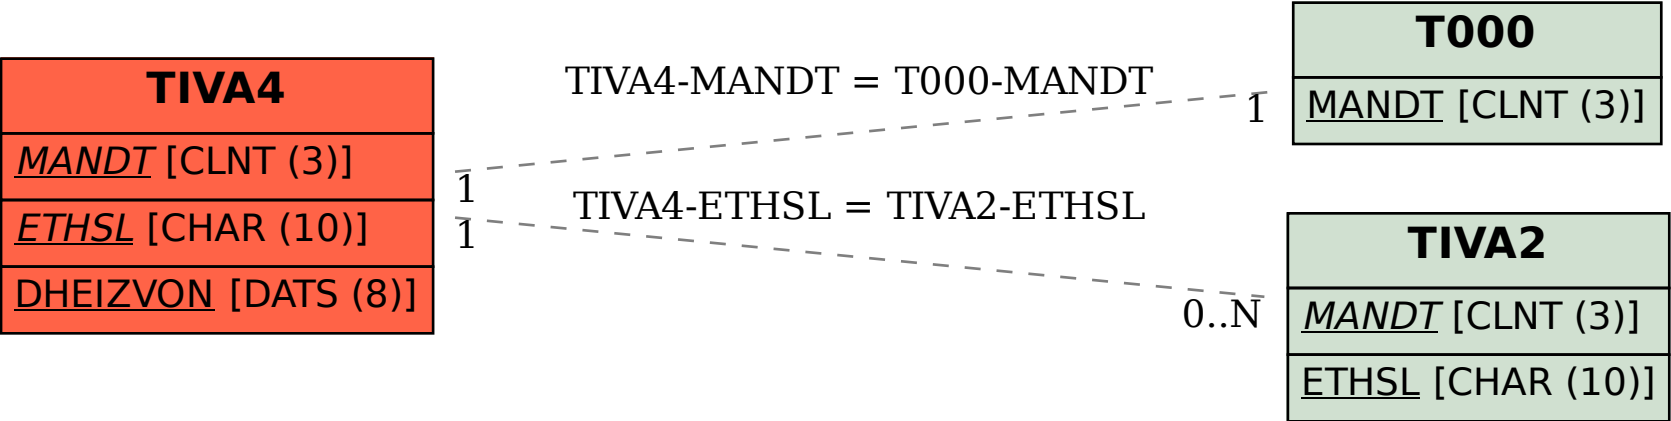 TIVA4
MANDT [CLNT (3)]
ETHSL [CHAR (10)]
DHEIZVON [DATS (8)]
TIVA4-MANDT = T000-MANDT
1
1
TIVA4-ETHSL = TIVA2-ETHSL
1
0..N
T000
MANDT [CLNT (3)]
TIVA2
MANDT [CLNT (3)]
ETHSL [CHAR (10)]